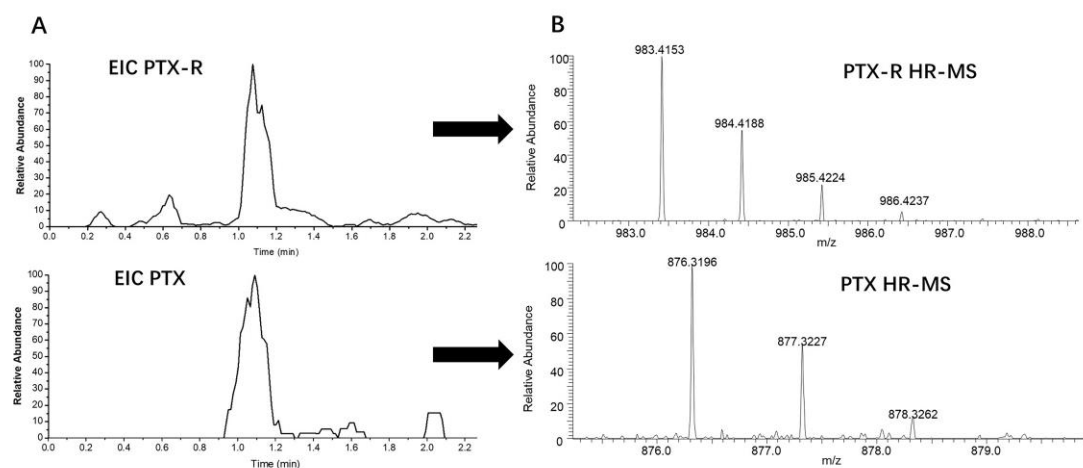 A
EIC PTX-R
Relative Abundance
100
90
80
70
60
50
40
30
20
10
0
0.0 0.2 0.4 0.6 0.8 1.0 1.2 1.4 1.6 1.8 2.0 2.2
Time (min)
EIC PTX
Relative Abundance
100
90
80
70
60
50
40
30
20
10
0
0.0 0.2 0.4 0.6 0.8 1.0 1.2 1.4 1.6 1.8 2.0 2.2
Time (min)
B
PTX-R HR-MS
983.4153
984.4188
985.4224
986.4237
Relative Abundance
100
80
60
40
20
0
983.0 984.0 985.0 986.0 987.0 988.0
m/z
PTX HR-MS
876.3196
877.3227
878.3262
Relative Abundance
100
80
60
40
20
0
876.0 877.0 878.0 879.0
m/z